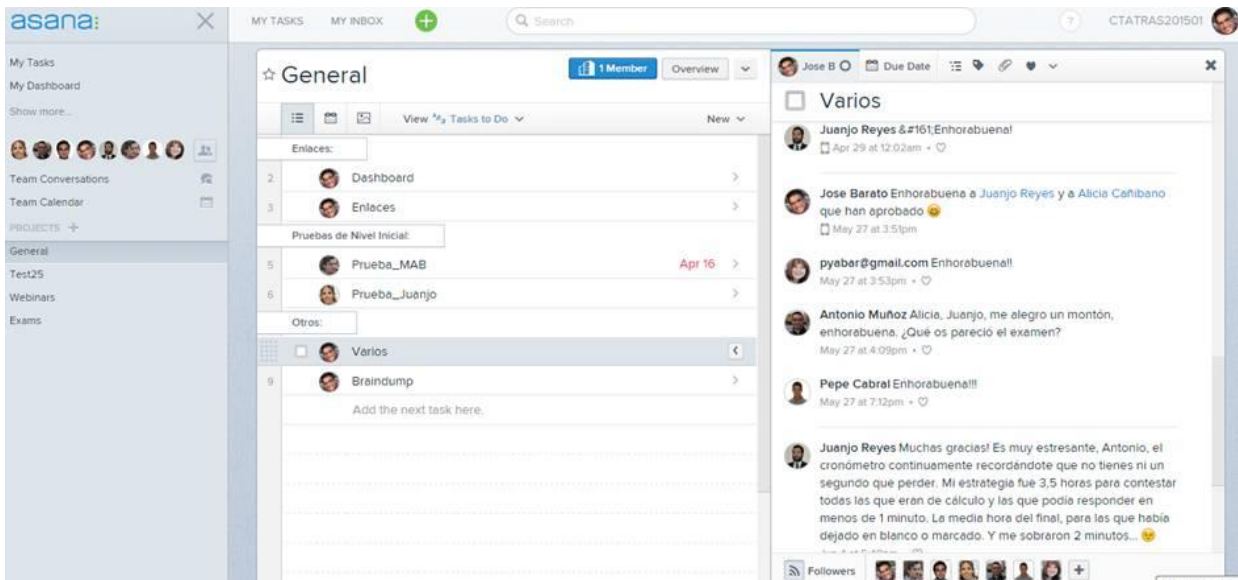 asana:
MY TASKS
MY INBOX
Search
?
CTATRAS201501
My Tasks
My Dashboard
Show more...
Team Conversations
Team Calendar
PROJECTS +
General
Test25
Webinars
Exams
General
1 Member
Overview
View Tasks to Do
New
Enlaces:
2 Dashboard
3 Enlaces
Pruebas de Nivel Inicial:
5 Prueba_MAB Apr 16
6 Prueba_Juanjo
Otros:
Varios
9 Braindump
Add the next task here.
Jose B
Due Date
Varios
Juanjo Reyes &#161;Enhorabuena!
Apr 29 at 12:02am •
Jose Barato Enhorabuena a Juanjo Reyes y a Alicia Cañibano
que han aprobado
May 27 at 3:51pm
pyabar@gmail.com Enhorabuena!!
May 27 at 3:53pm •
Antonio Muñoz Alicia, Juanjo, me alegro un montón,
enhorabuena. ¿Qué os pareció el examen?
May 27 at 4:09pm •
Pepe Cabral Enhorabuena!!!
May 27 at 7:12pm •
Juanjo Reyes Muchas gracias! Es muy estresante, Antonio, el
cronómetro continuamente recordándote que no tienes ni un
segundo que perder. Mi estrategia fue 3,5 horas para contestar
todas las que eran de cálculo y las que podía responder en
menos de 1 minuto. La media hora del final, para las que había
dejado en blanco o marcado. Y me sobraron 2 minutos...
Followers